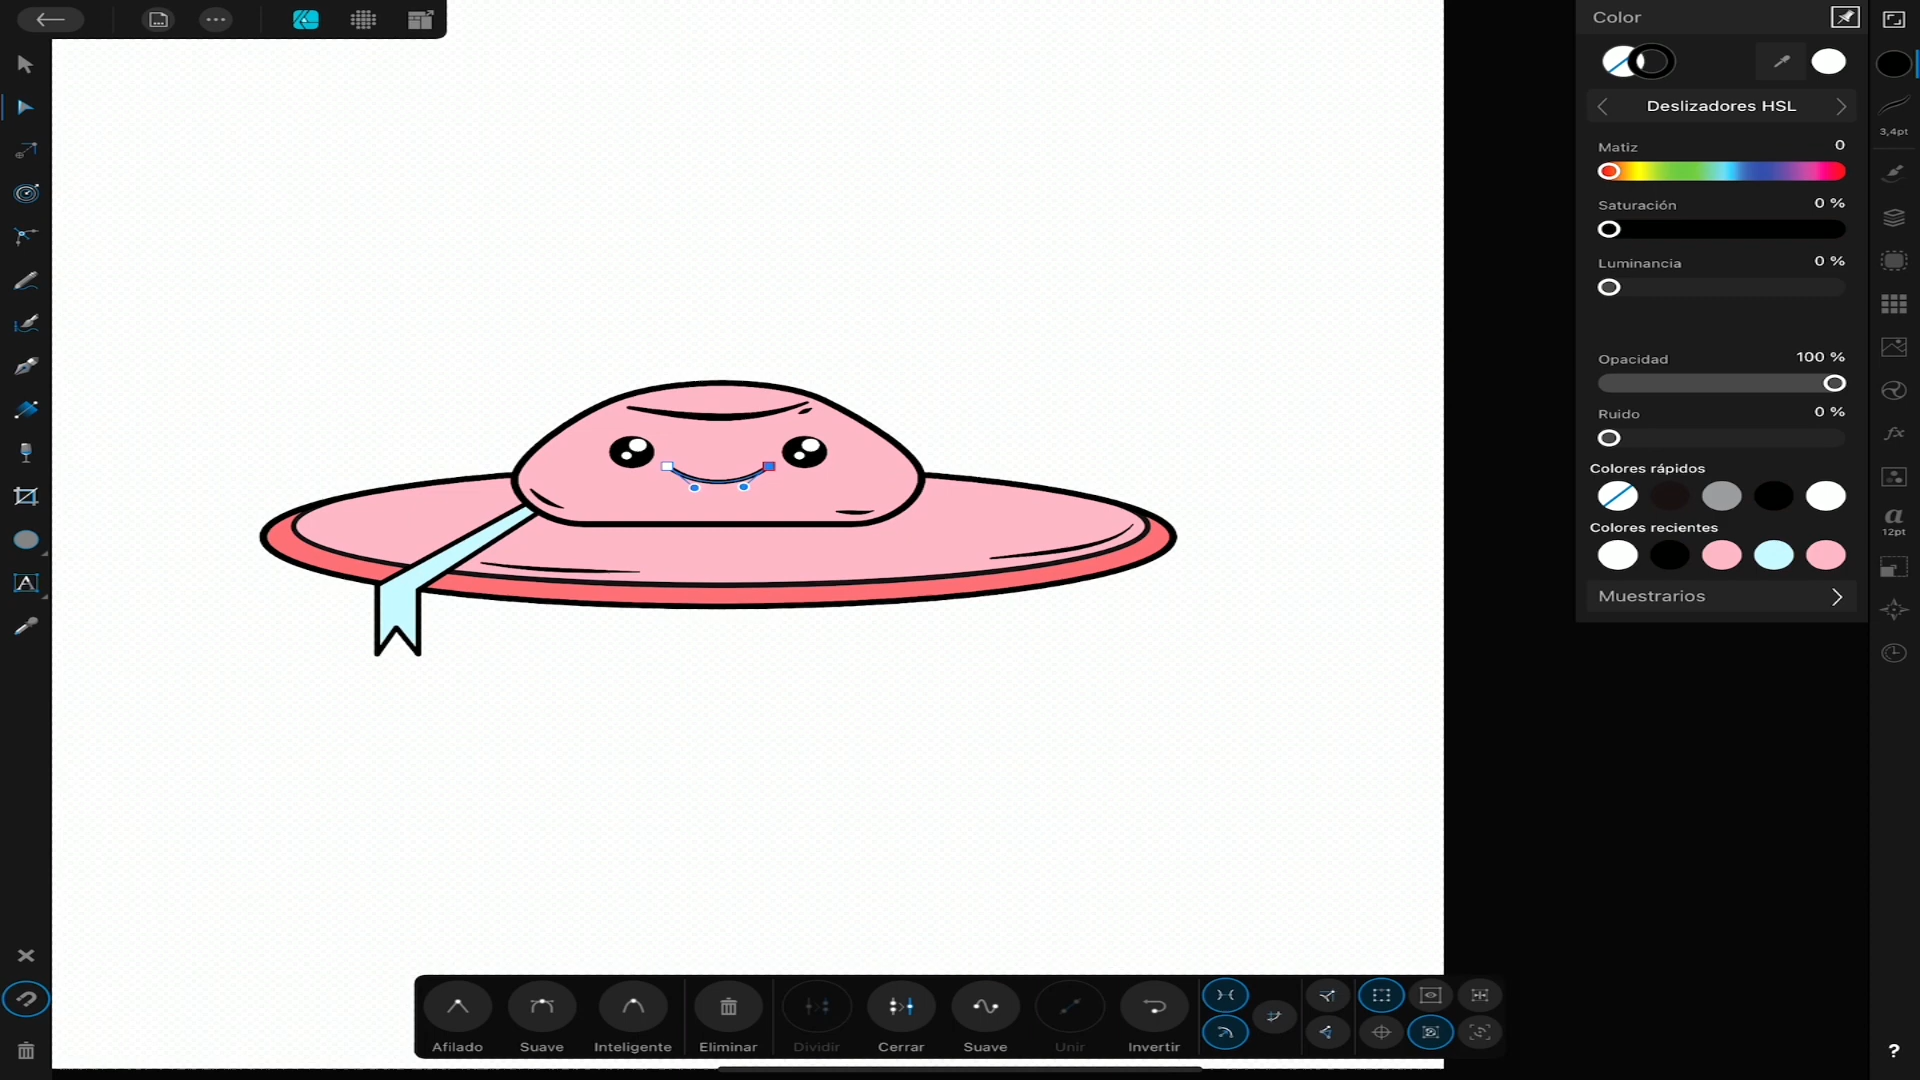 Color
Deslizadores HSL
Matiz 0
3,4pt
Saturación 0 %
Luminancia 0 %
Opacidad 100 %
Ruido 0 %
Colores rápidos
Colores recientes
a
12pt
A
Muestrarios
Afilado Suave Inteligente Eliminar Dividir Cerrar Suave Unir Invertir
?